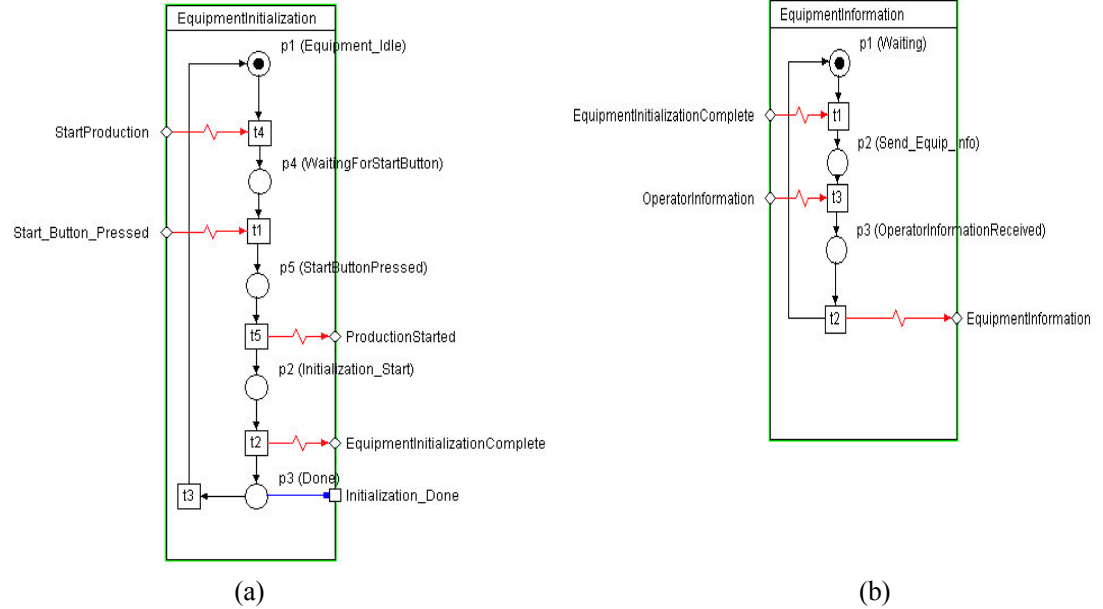 EquipmentInitialization
p1 (Equipment_Idle)
StartProduction
t4
p4 (WaitingForStartButton)
Start_Button_Pressed
t1
p5 (StartButtonPressed)
t5
ProductionStarted
p2 (Initialization_Start)
t2
EquipmentInitializationComplete
p3 (Done)
t3
Initialization_Done
(a)
EquipmentInformation
p1 (Waiting)
EquipmentInitializationComplete
t1
p2 (Send_Equip_Info)
OperatorInformation
t3
p3 (OperatorInformationReceived)
t2
EquipmentInformation
(b)